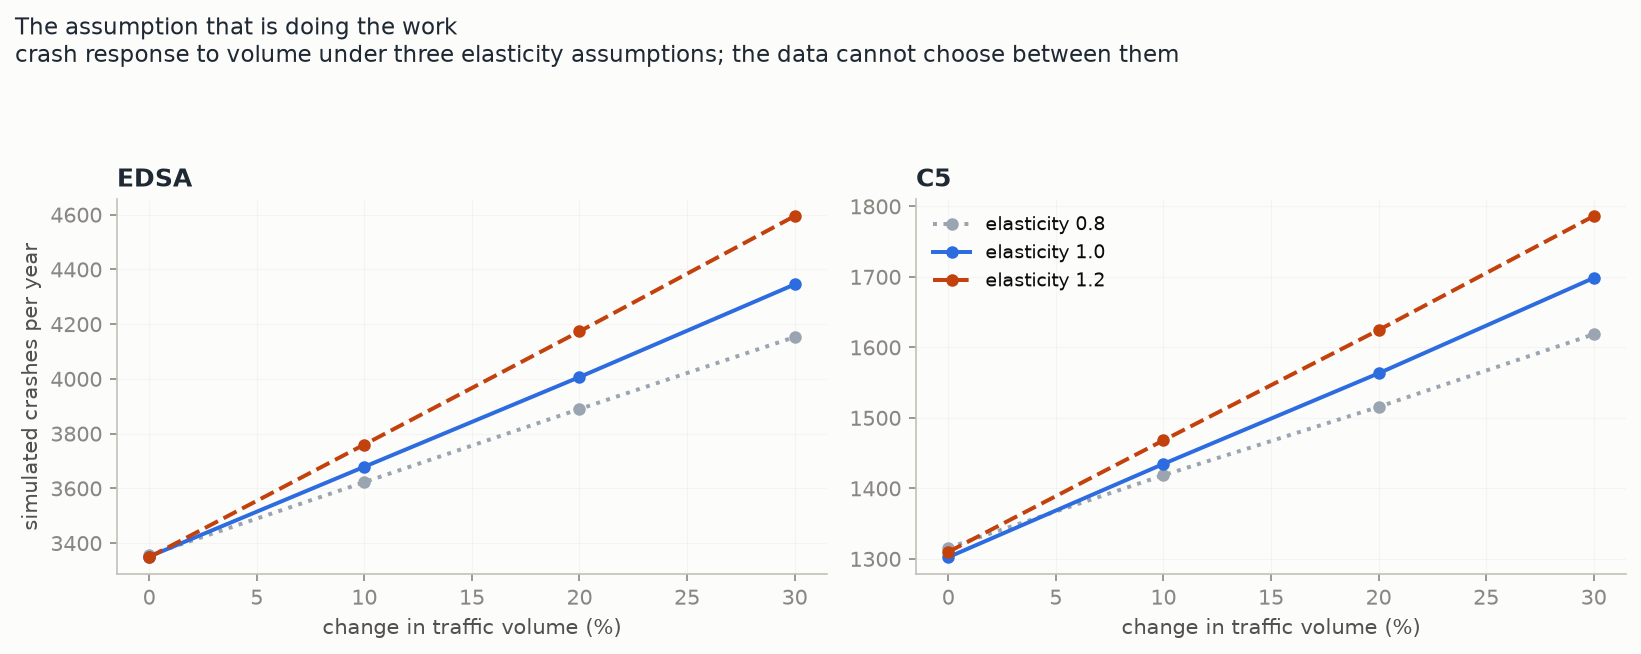 The assumption that is doing the work
crash response to volume under three elasticity assumptions; the data cannot choose between them
EDSA
simulated crashes per year
4600
4400
4200
4000
3800
3600
3400
0 5 10 15 20 25 30
change in traffic volume (%)
C5
elasticity 0.8
elasticity 1.0
elasticity 1.2
1800
1700
1600
1500
1400
1300
0 5 10 15 20 25 30
change in traffic volume (%)